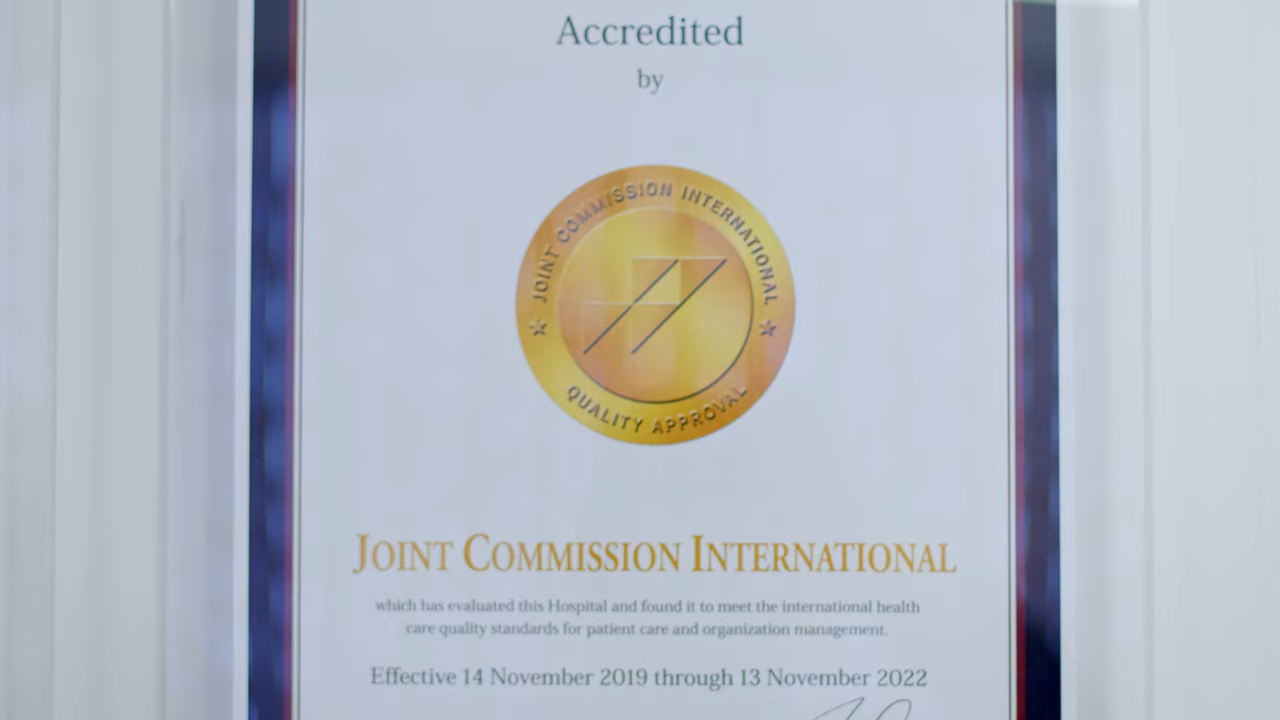 Accredited
by
JOINT COMMISSION INTERNATIONAL
QUALITY APPROVAL
JOINT COMMISSION INTERNATIONAL
which has evaluated this Hospital and found it to meet the international health
care quality standards for patient care and organization management.
Effective 14 November 2019 through 13 November 2022